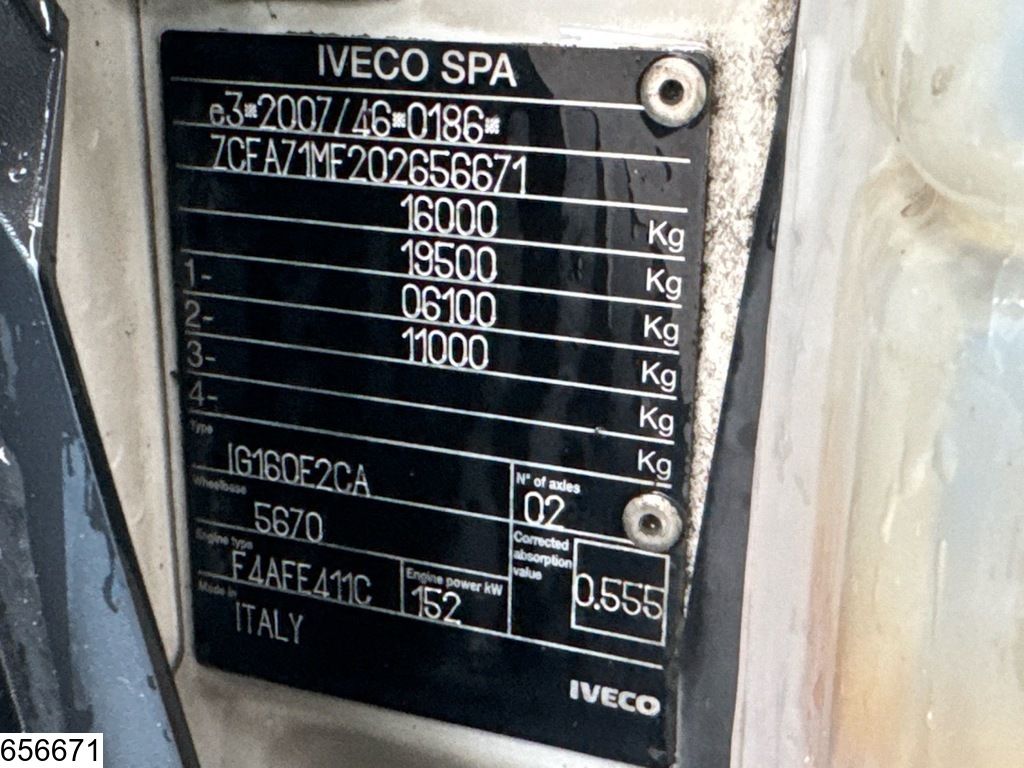 IVECO SPA
e3*2007/46*0186*
ZCFA71MF202656671
16000 Kg
19500 Kg
1- 06100 Kg
2- 11000 Kg
3- Kg
4- Kg
Type
IG160E2CA
N° of axles
02
Wheelbase
5670
Corrected absorption value
0.555
Engine type
F4AFE411C
Engine power kW
152
Made in
ITALY
IVECO
656671